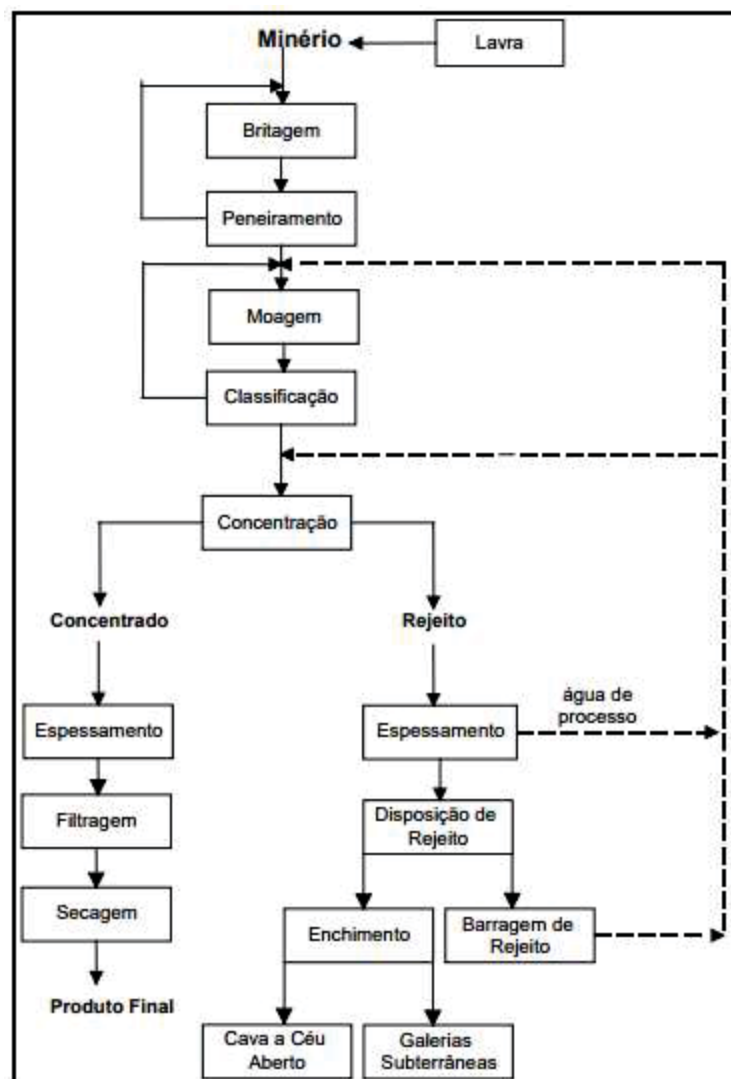 Minério
Lavra
Britagem
Peneiramento
Moagem
Classificação
Concentração
Concentrado
Rejeito
Espessamento
Espessamento
água de
processo
Filtragem
Disposição de
Rejeito
Secagem
Enchimento
Barragem de
Rejeito
Produto Final
Cava a Céu
Aberto
Galerias
Subterrâneas